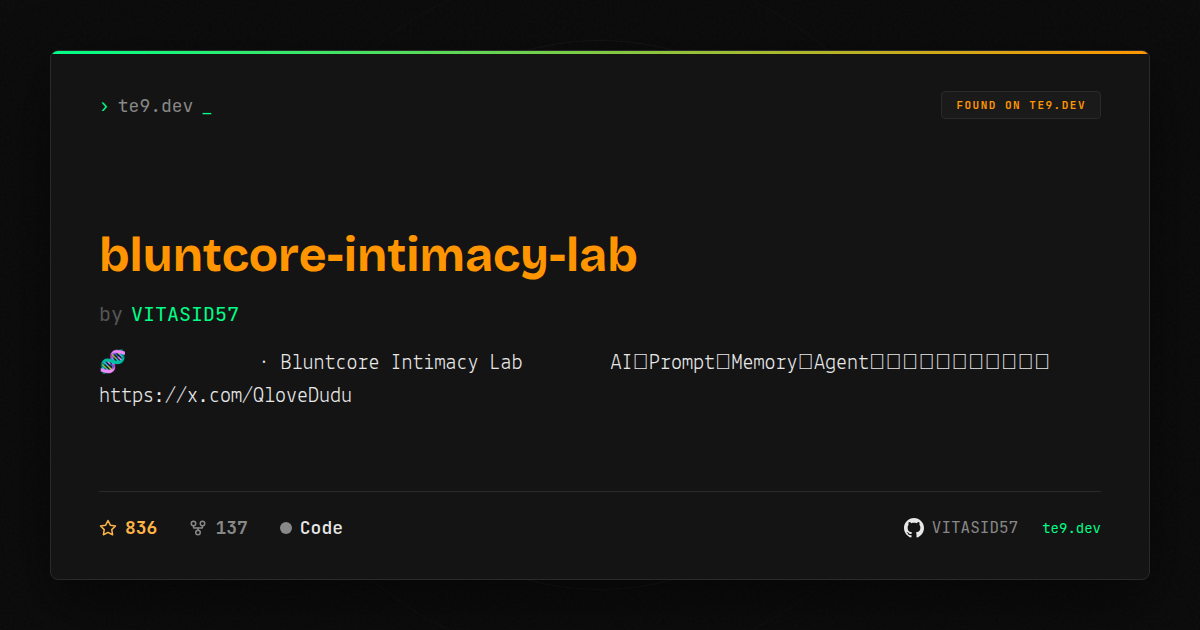 › te9.dev _
FOUND ON TE9.DEV
bluntcore-intimacy-lab
by VITASID57
🧬 · Bluntcore Intimacy Lab AI□Prompt□Memory□Agent□□□□□□□□□□□
https://x.com/QloveDudu
836 137 Code
VITASID57 te9.dev